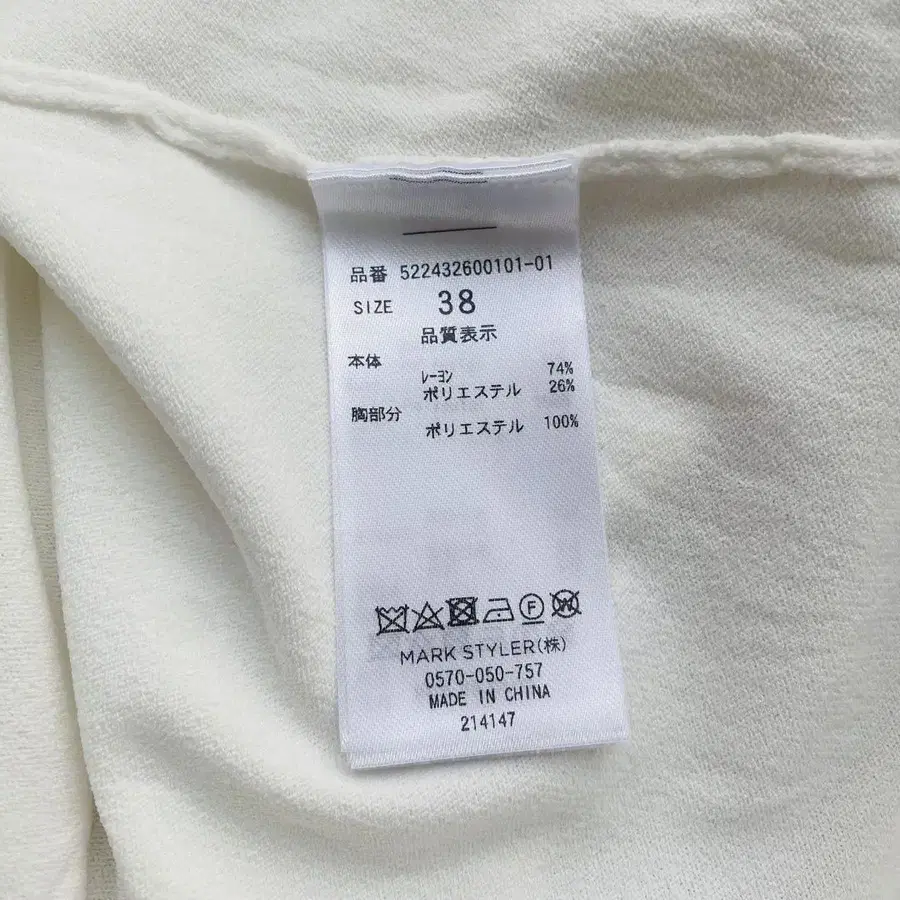 品番 522432600101-01
SIZE 38
品質表示
本体
ﾚｰﾖﾝ 74%
ポリエステル 26%
胸部分
ポリエステル 100%
F W
MARK STYLER(株)
0570-050-757
MADE IN CHINA
214147